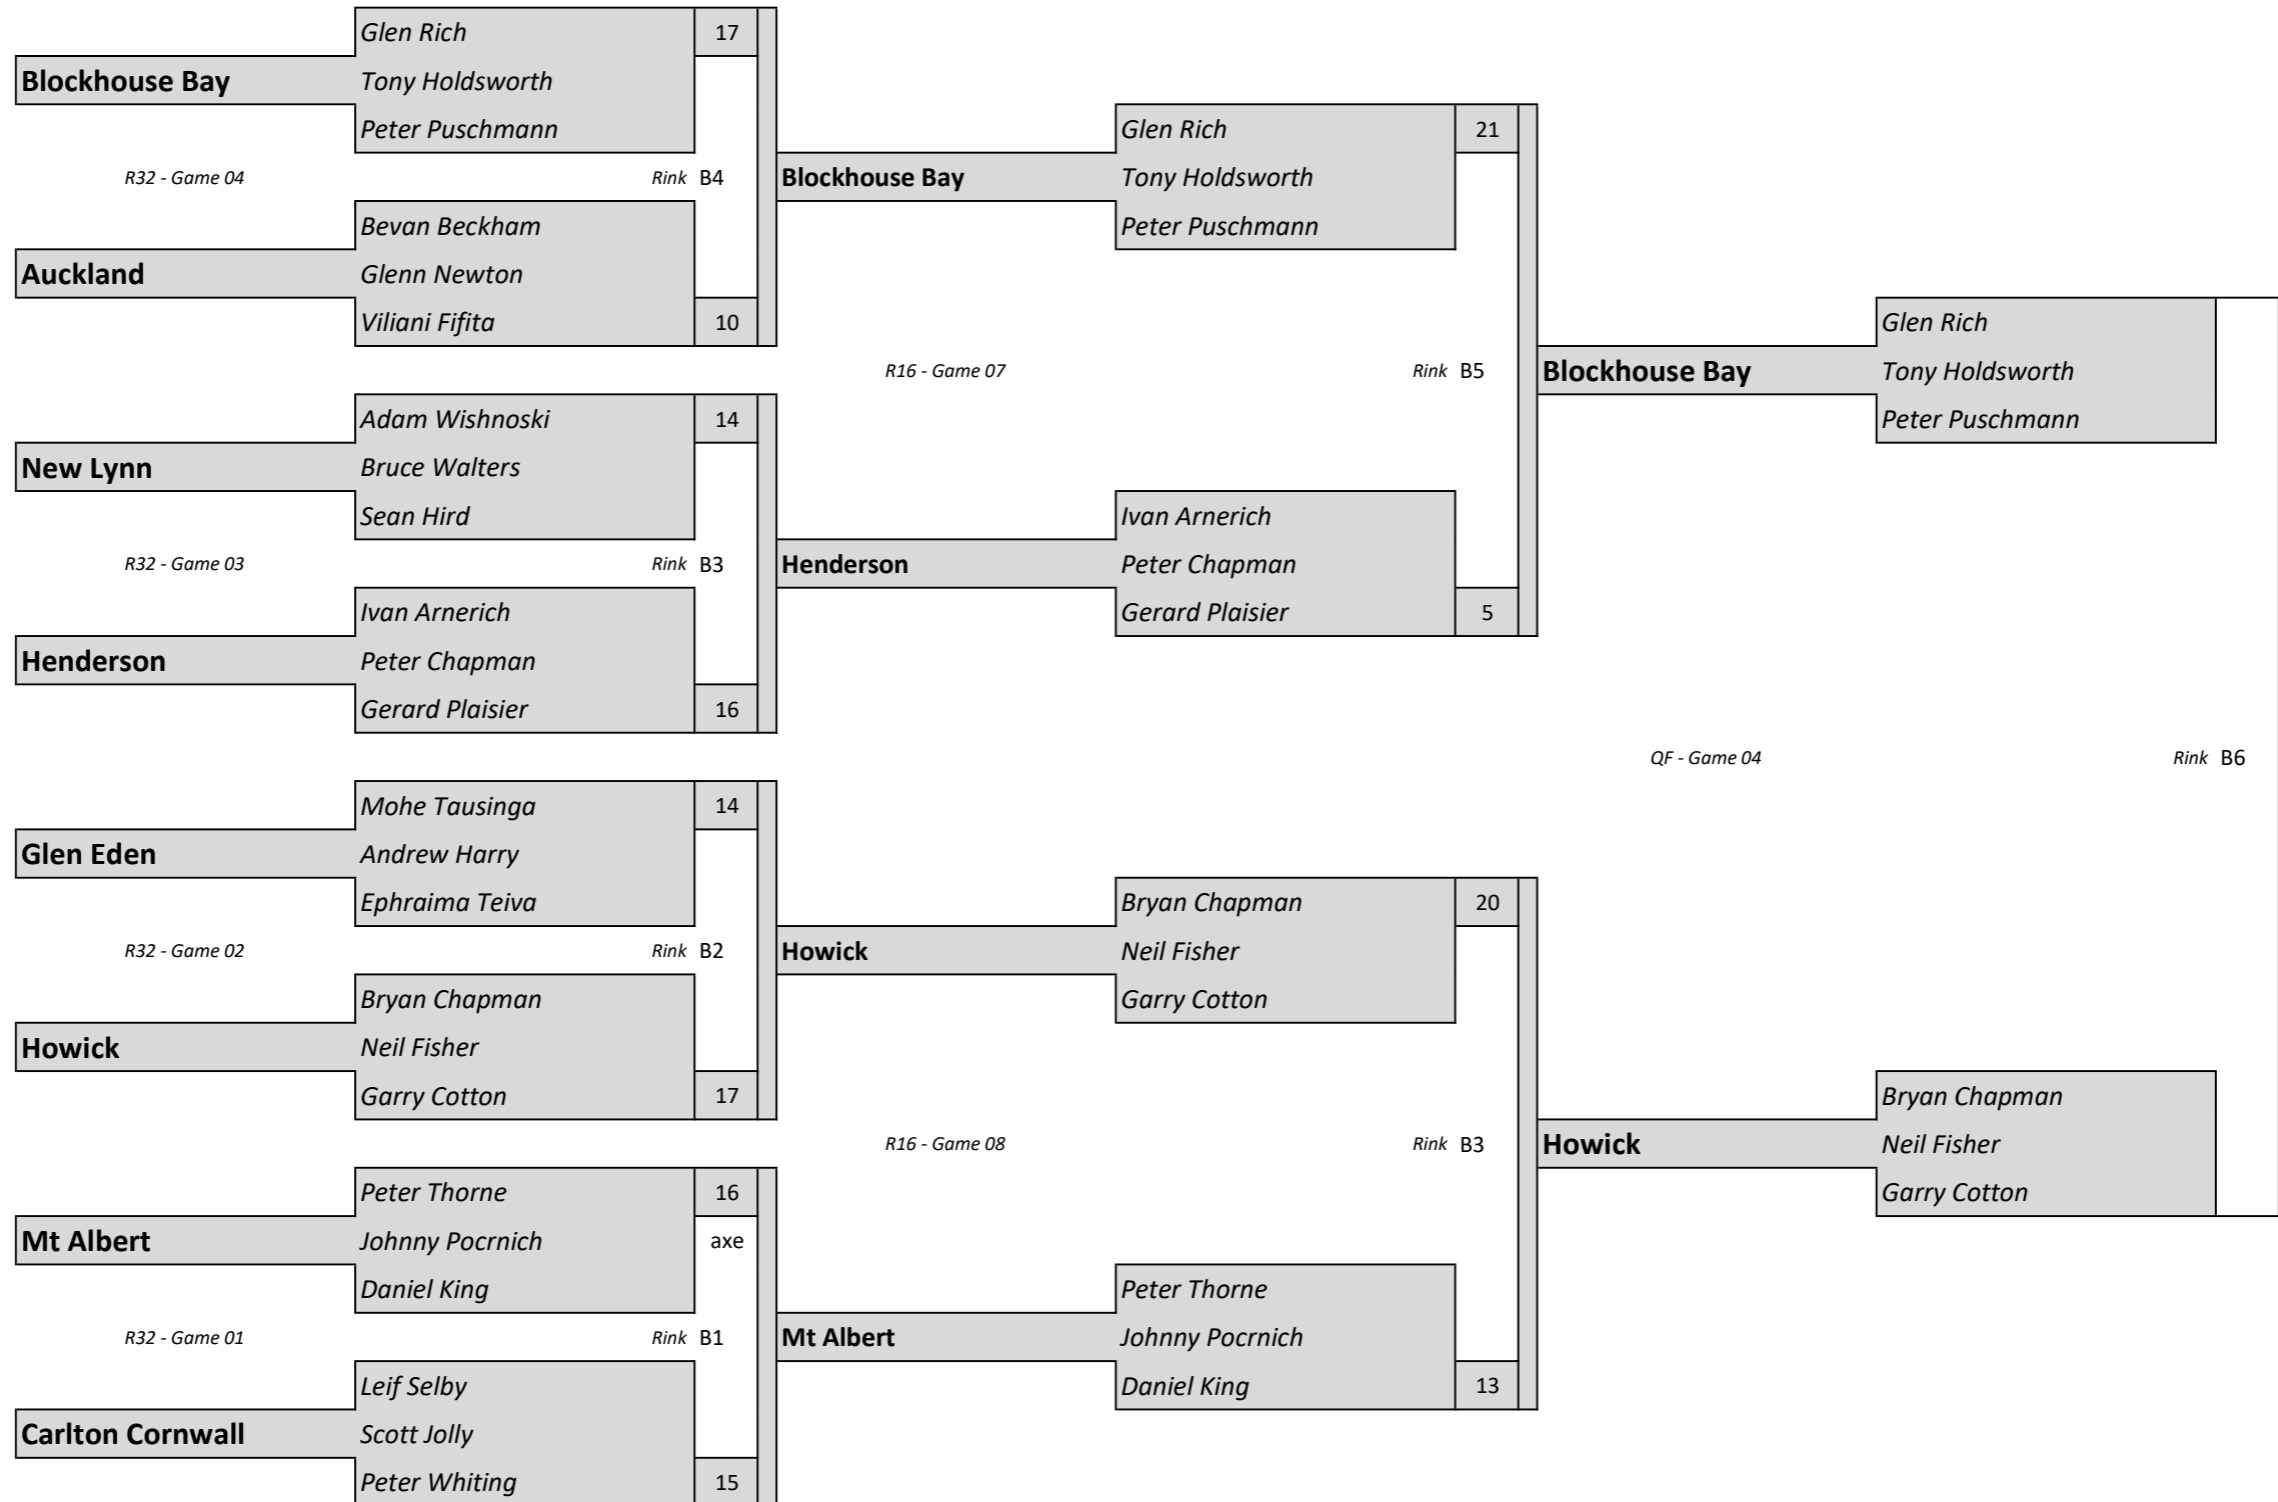 Glen Rich 17
Blockhouse Bay Tony Holdsworth
Peter Puschmann Glen Rich 21
R32 - Game 04 Rink B4 Blockhouse Bay Tony Holdsworth
Bevan Beckham Peter Puschmann
Auckland Glenn Newton
Viliani Fifita 10 Glen Rich
R16 - Game 07 Rink B5 Blockhouse Bay Tony Holdsworth
Adam Wishnoski 14 Peter Puschmann
New Lynn Bruce Walters
Sean Hird Ivan Arnerich
R32 - Game 03 Rink B3 Henderson Peter Chapman
Ivan Arnerich Gerard Plaisier 5
Henderson Peter Chapman
Gerard Plaisier 16
QF - Game 04 Rink B6
Mohe Tausinga 14
Glen Eden Andrew Harry
Ephraima Teiva Bryan Chapman 20
R32 - Game 02 Rink B2 Howick Neil Fisher
Bryan Chapman Garry Cotton
Howick Neil Fisher
Garry Cotton 17 Bryan Chapman
R16 - Game 08 Rink B3 Howick Neil Fisher
Peter Thorne 16 Garry Cotton
Mt Albert Johnny Pocrnich axe
Daniel King Peter Thorne
R32 - Game 01 Rink B1 Mt Albert Johnny Pocrnich
Leif Selby Daniel King 13
Carlton Cornwall Scott Jolly
Peter Whiting 15